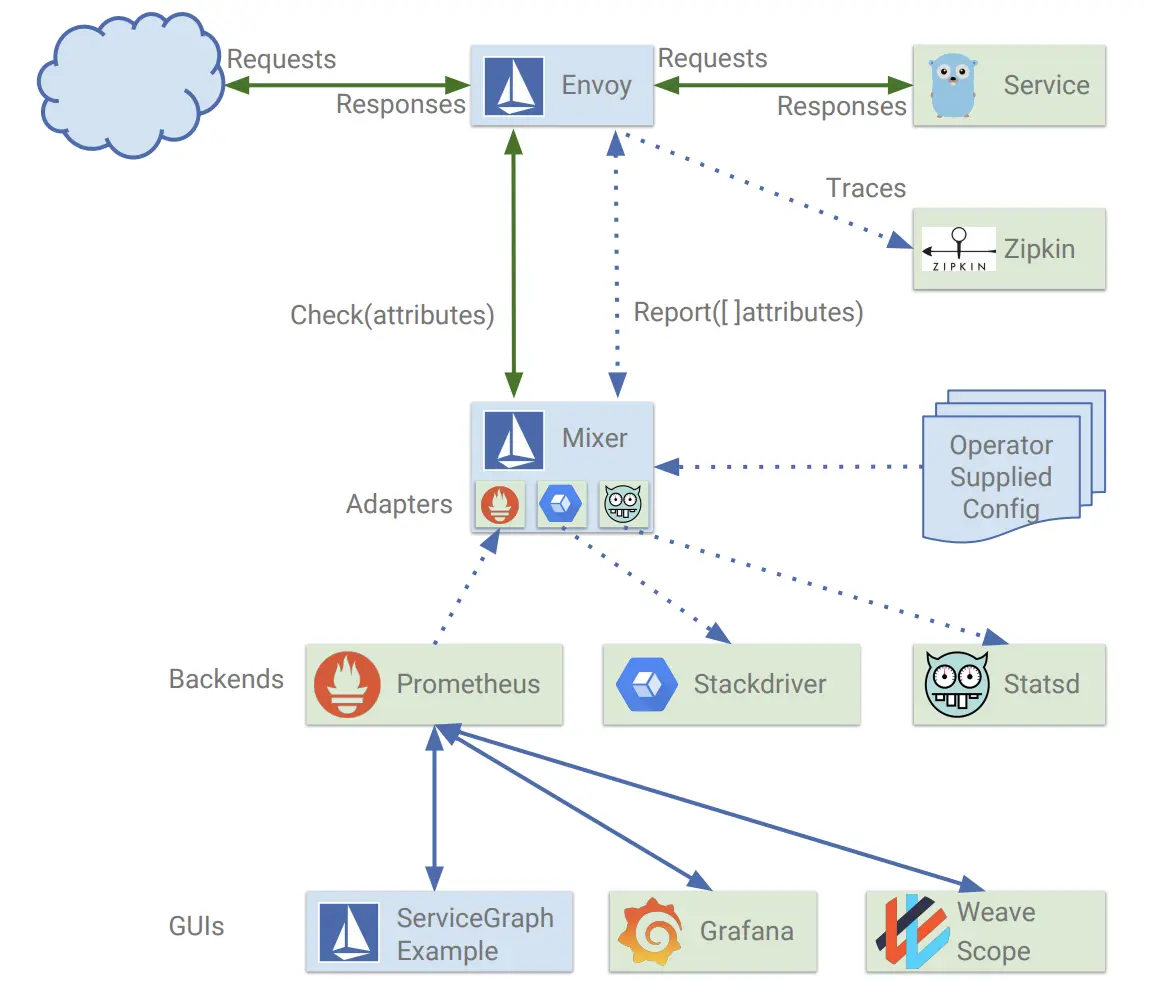 Requests
Responses
Envoy
Requests
Responses
Service
Traces
ZIPKIN
Zipkin
Check(attributes)
Report([ ]attributes)
Mixer
Adapters
Operator
Supplied
Config
Backends
Prometheus
Stackdriver
Statsd
GUIs
ServiceGraph
Example
Grafana
Weave
Scope